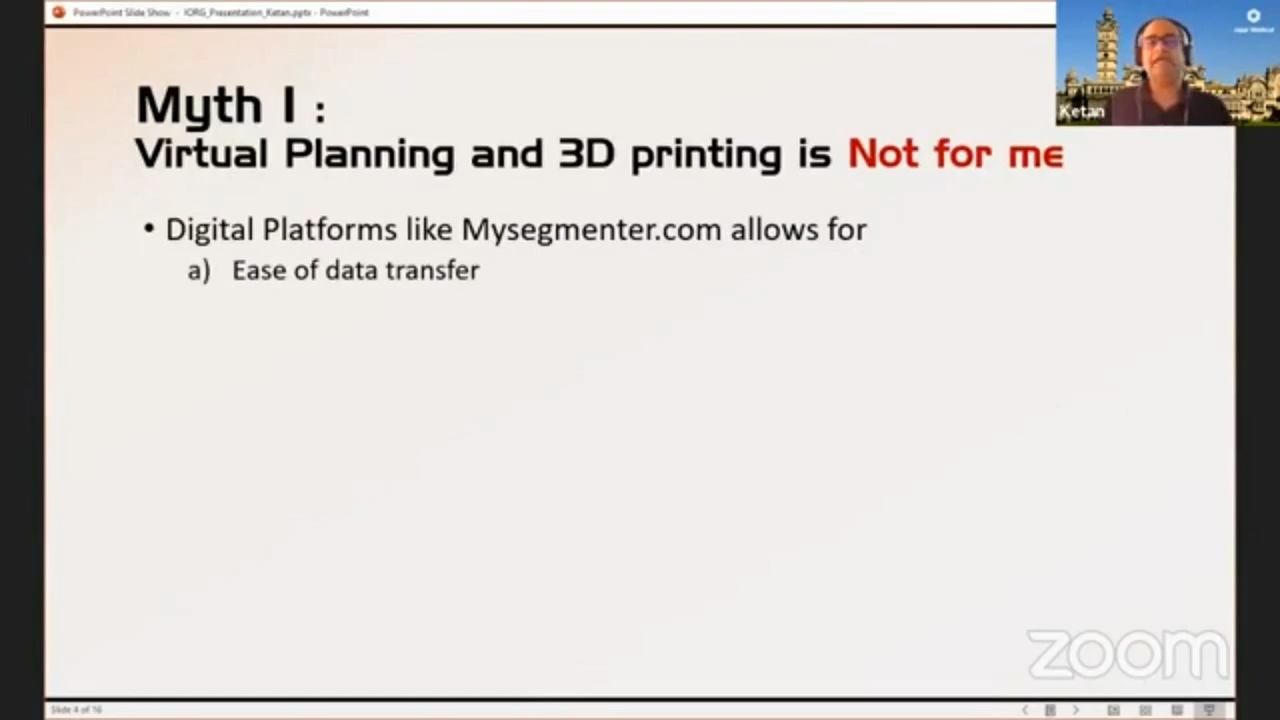 PowerPoint Slide Show - IORG_Presentation_Ketan.pptx - PowerPoint
Myth 1 :
Virtual Planning and 3D printing is Not for me
• Digital Platforms like Mysegmenter.com allows for
a) Ease of data transfer
Ketan
zoom
Slide 4 of 16